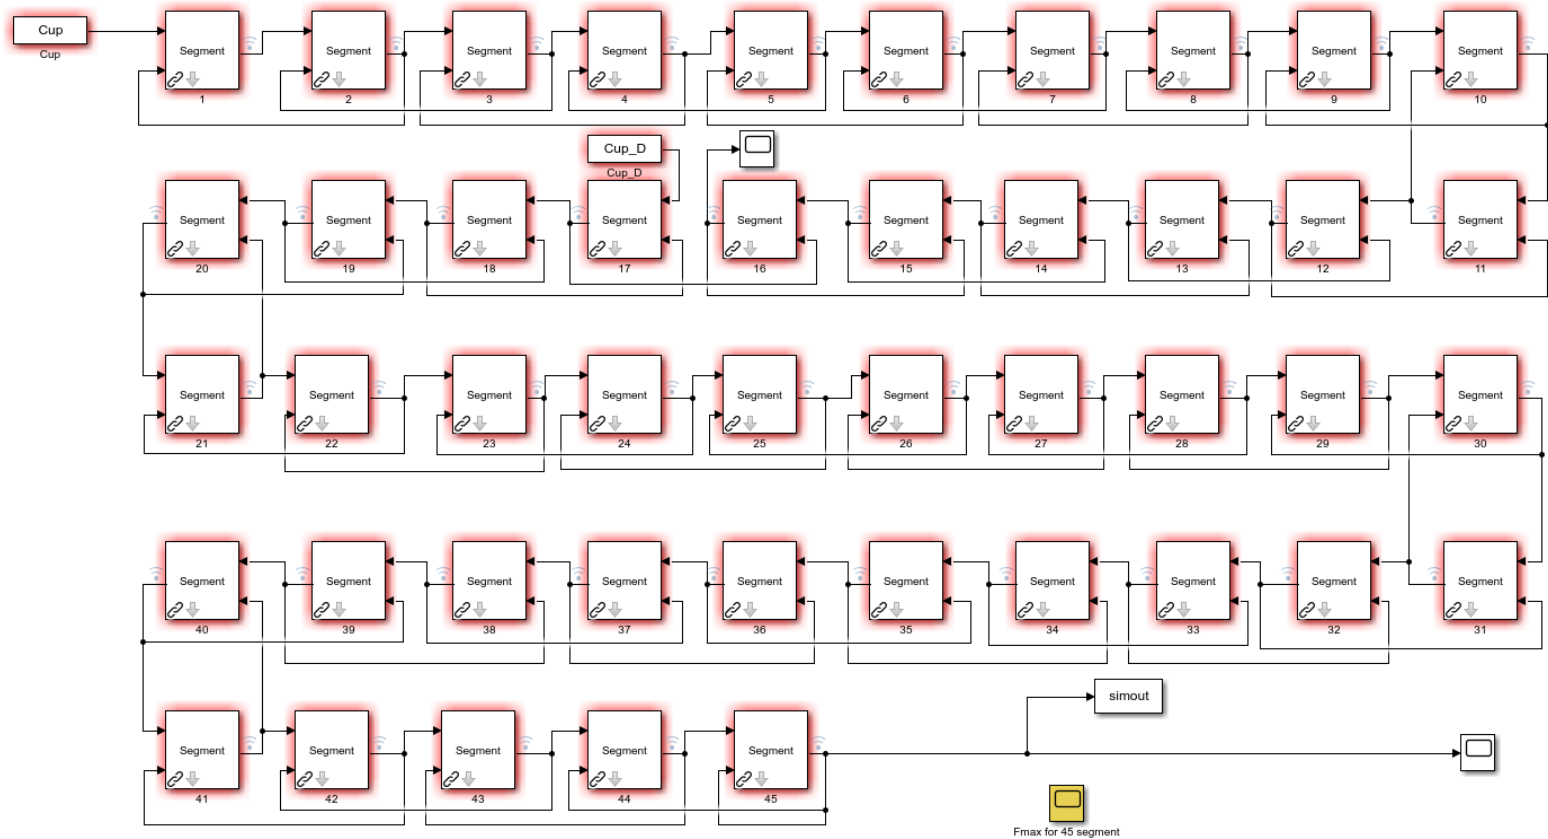 Cup
Cup
Segment
1
Segment
2
Segment
3
Segment
4
Segment
5
Segment
6
Segment
7
Segment
8
Segment
9
Segment
10
Cup_D
Cup_D
Segment
20
Segment
19
Segment
18
Segment
17
Segment
16
Segment
15
Segment
14
Segment
13
Segment
12
Segment
11
Segment
21
Segment
22
Segment
23
Segment
24
Segment
25
Segment
26
Segment
27
Segment
28
Segment
29
Segment
30
Segment
40
Segment
39
Segment
38
Segment
37
Segment
36
Segment
35
Segment
34
Segment
33
Segment
32
Segment
31
simout
Segment
41
Segment
42
Segment
43
Segment
44
Segment
45
Fmax for 45 segment